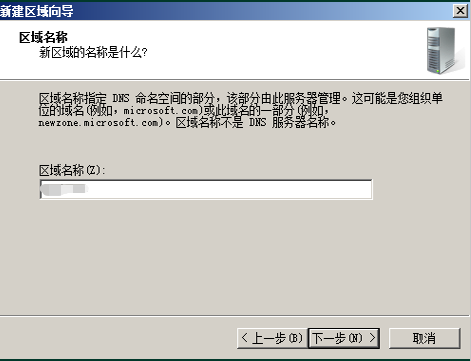 新建区域向导
区域名称
新区域的名称是什么?
区域名称指定 DNS 命名空间的部分，该部分由此服务器管理。这可能是您组织单
位的域名(例如，microsoft.com)或此域名的一部分(例如，
newzone.microsoft.com)。区域名称不是 DNS 服务器名称。
区域名称(Z):
< 上一步(B) 下一步(N) > 取消